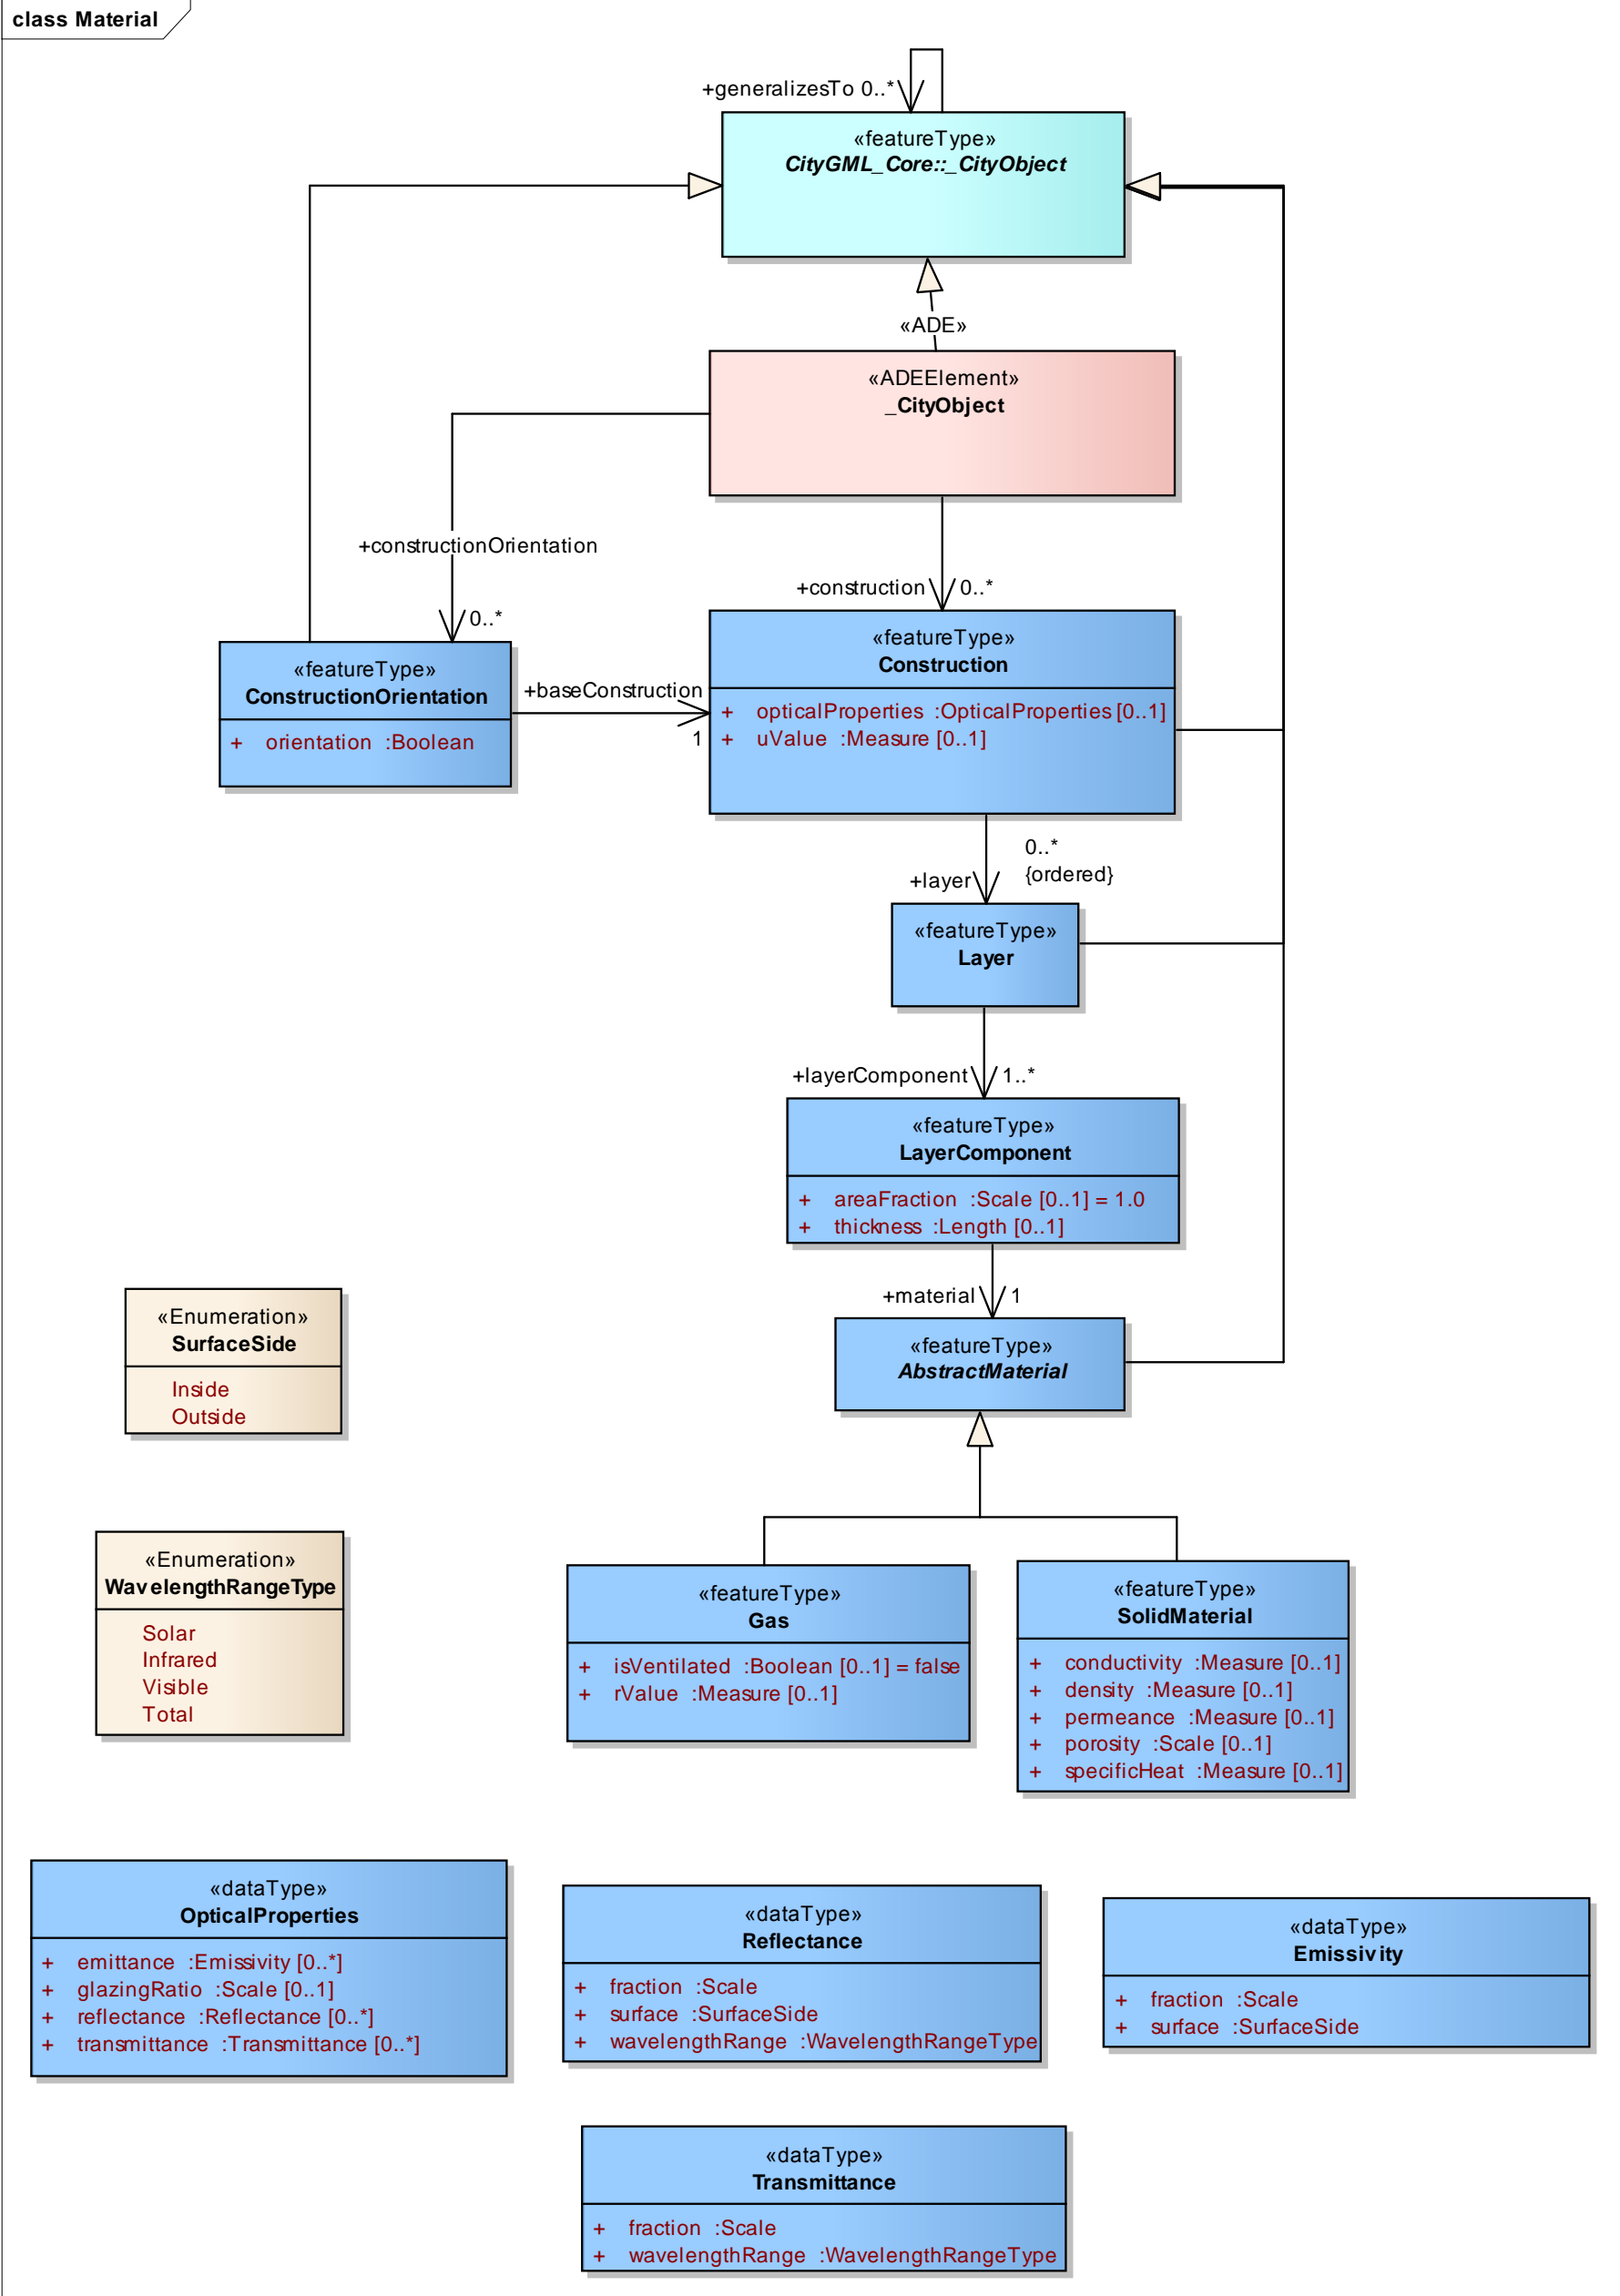 class Material
+generalizesTo 0..*
«featureType»
CityGML_Core::_CityObject
«ADE»
«ADEElement»
_CityObject
+constructionOrientation
0..*
+construction 0..*
«featureType»
ConstructionOrientation
+ orientation :Boolean
+baseConstruction
1
«featureType»
Construction
+ opticalProperties :OpticalProperties [0..1]
+ uValue :Measure [0..1]
0..*
{ordered}
+layer
«featureType»
Layer
+layerComponent 1..*
«featureType»
LayerComponent
+ areaFraction :Scale [0..1] = 1.0
+ thickness :Length [0..1]
+material 1
«featureType»
AbstractMaterial
«Enumeration»
SurfaceSide
Inside
Outside
«Enumeration»
WavelengthRangeType
Solar
Infrared
Visible
Total
«featureType»
Gas
+ isVentilated :Boolean [0..1] = false
+ rValue :Measure [0..1]
«featureType»
SolidMaterial
+ conductivity :Measure [0..1]
+ density :Measure [0..1]
+ permeance :Measure [0..1]
+ porosity :Scale [0..1]
+ specificHeat :Measure [0..1]
«dataType»
OpticalProperties
+ emittance :Emissivity [0..*]
+ glazingRatio :Scale [0..1]
+ reflectance :Reflectance [0..*]
+ transmittance :Transmittance [0..*]
«dataType»
Reflectance
+ fraction :Scale
+ surface :SurfaceSide
+ wavelengthRange :WavelengthRangeType
«dataType»
Emissivity
+ fraction :Scale
+ surface :SurfaceSide
«dataType»
Transmittance
+ fraction :Scale
+ wavelengthRange :WavelengthRangeType